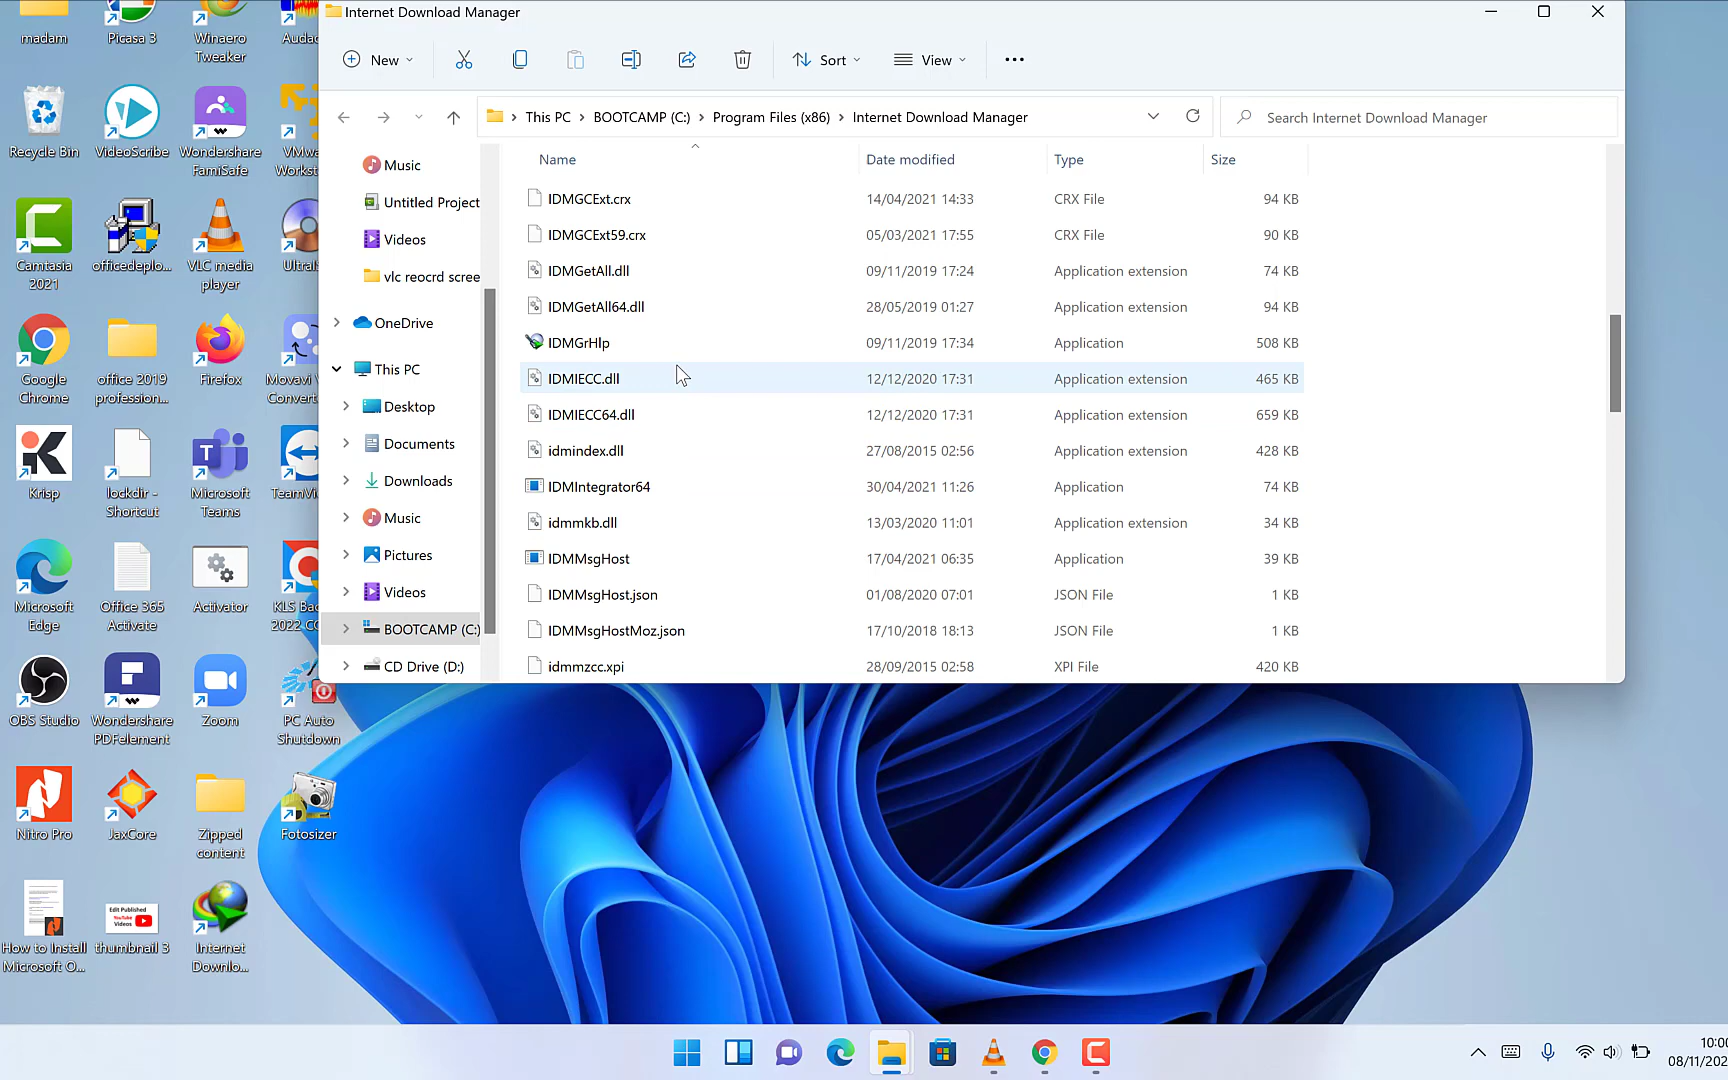 Internet Download Manager
New
Sort
View
This PC
BOOTCAMP (C:)
Program Files (x86)
Internet Download Manager
Search Internet Download Manager
Music
Untitled Project
Videos
vlc reocrd scree
OneDrive
This PC
Desktop
Documents
Downloads
Music
Pictures
Videos
BOOTCAMP (C:)
CD Drive (D:)
Name Date modified Type Size
IDMGCExt.crx 14/04/2021 14:33 CRX File 94 KB
IDMGCExt59.crx 05/03/2021 17:55 CRX File 90 KB
IDMGetAll.dll 09/11/2019 17:24 Application extension 74 KB
IDMGetAll64.dll 28/05/2019 01:27 Application extension 94 KB
IDMGrHlp 09/11/2019 17:34 Application 508 KB
IDMIECC.dll 12/12/2020 17:31 Application extension 465 KB
IDMIECC64.dll 12/12/2020 17:31 Application extension 659 KB
idmindex.dll 27/08/2015 02:56 Application extension 428 KB
IDMIntegrator64 30/04/2021 11:26 Application 74 KB
idmmkb.dll 13/03/2020 11:01 Application extension 34 KB
IDMMsgHost 17/04/2021 06:35 Application 39 KB
IDMMsgHost.json 01/08/2020 07:01 JSON File 1 KB
IDMMsgHostMoz.json 17/10/2018 18:13 JSON File 1 KB
idmmzcc.xpi 28/09/2015 02:58 XPI File 420 KB
madam
Picasa 3
Winaero
Tweaker
Audac
Recycle Bin
VideoScribe
Wondershare
FamiSafe
VMwa
Workst
Camtasia
2021
officedeplo...
VLC media
player
UltraIS
Google
Chrome
office 2019
profession...
Firefox
Movavi V
Convert
Krisp
lockdir -
Shortcut
Microsoft
Teams
TeamVi
Microsoft
Edge
Office 365
Activate
Activator
KLS Bac
2022 CO
OBS Studio
Wondershare
PDFelement
Zoom
PC Auto
Shutdown
Nitro Pro
JaxCore
Zipped
content
Fotosizer
How to Install
Microsoft O...
Edit Published
YouTube
Videos
thumbnail 3
Internet
Downlo...
10:00
08/11/202